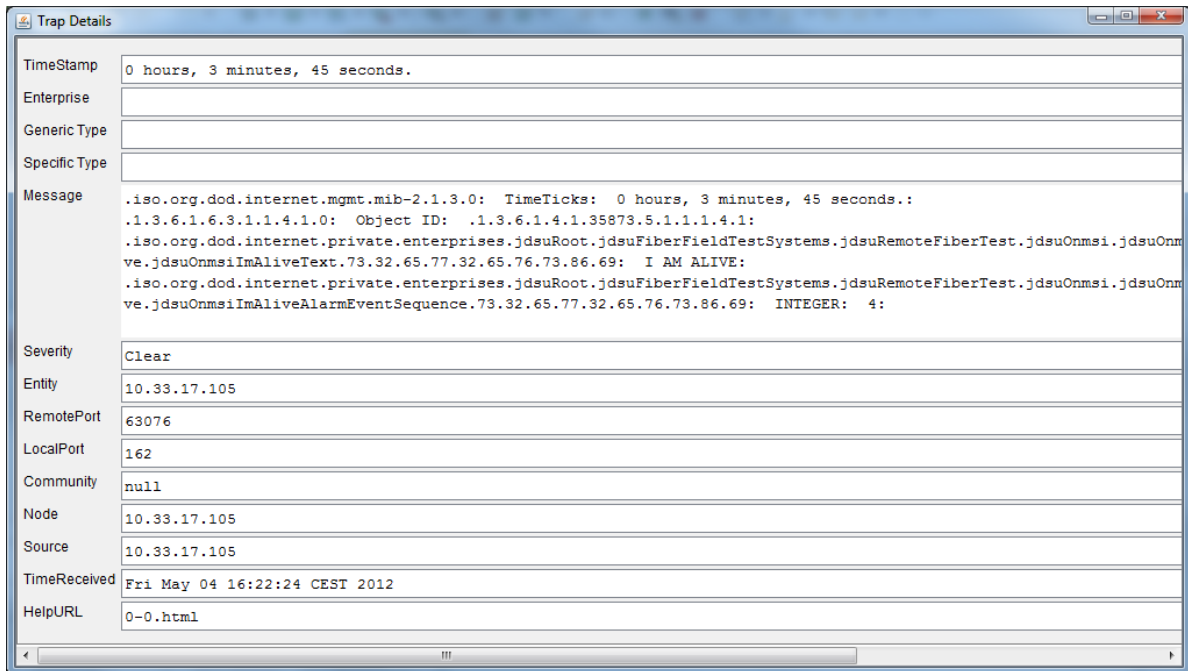 Trap Details
TimeStamp 0 hours, 3 minutes, 45 seconds.
Enterprise
Generic Type
Specific Type
Message .iso.org.dod.internet.mgmt.mib-2.1.3.0: TimeTicks: 0 hours, 3 minutes, 45 seconds.:
.1.3.6.1.6.3.1.1.4.1.0: Object ID: .1.3.6.1.4.1.35873.5.1.1.1.4.1:
.iso.org.dod.internet.private.enterprises.jdsuRoot.jdsuFiberFieldTestSystems.jdsuRemoteFiberTest.jdsuOnmsi.jdsuOnm
ve.jdsuOnmsiImAliveText.73.32.65.77.32.65.76.73.86.69: I AM ALIVE:
.iso.org.dod.internet.private.enterprises.jdsuRoot.jdsuFiberFieldTestSystems.jdsuRemoteFiberTest.jdsuOnmsi.jdsuOnm
ve.jdsuOnmsiImAliveAlarmEventSequence.73.32.65.77.32.65.76.73.86.69: INTEGER: 4:
Severity Clear
Entity 10.33.17.105
RemotePort 63076
LocalPort 162
Community null
Node 10.33.17.105
Source 10.33.17.105
TimeReceived Fri May 04 16:22:24 CEST 2012
HelpURL 0-0.html